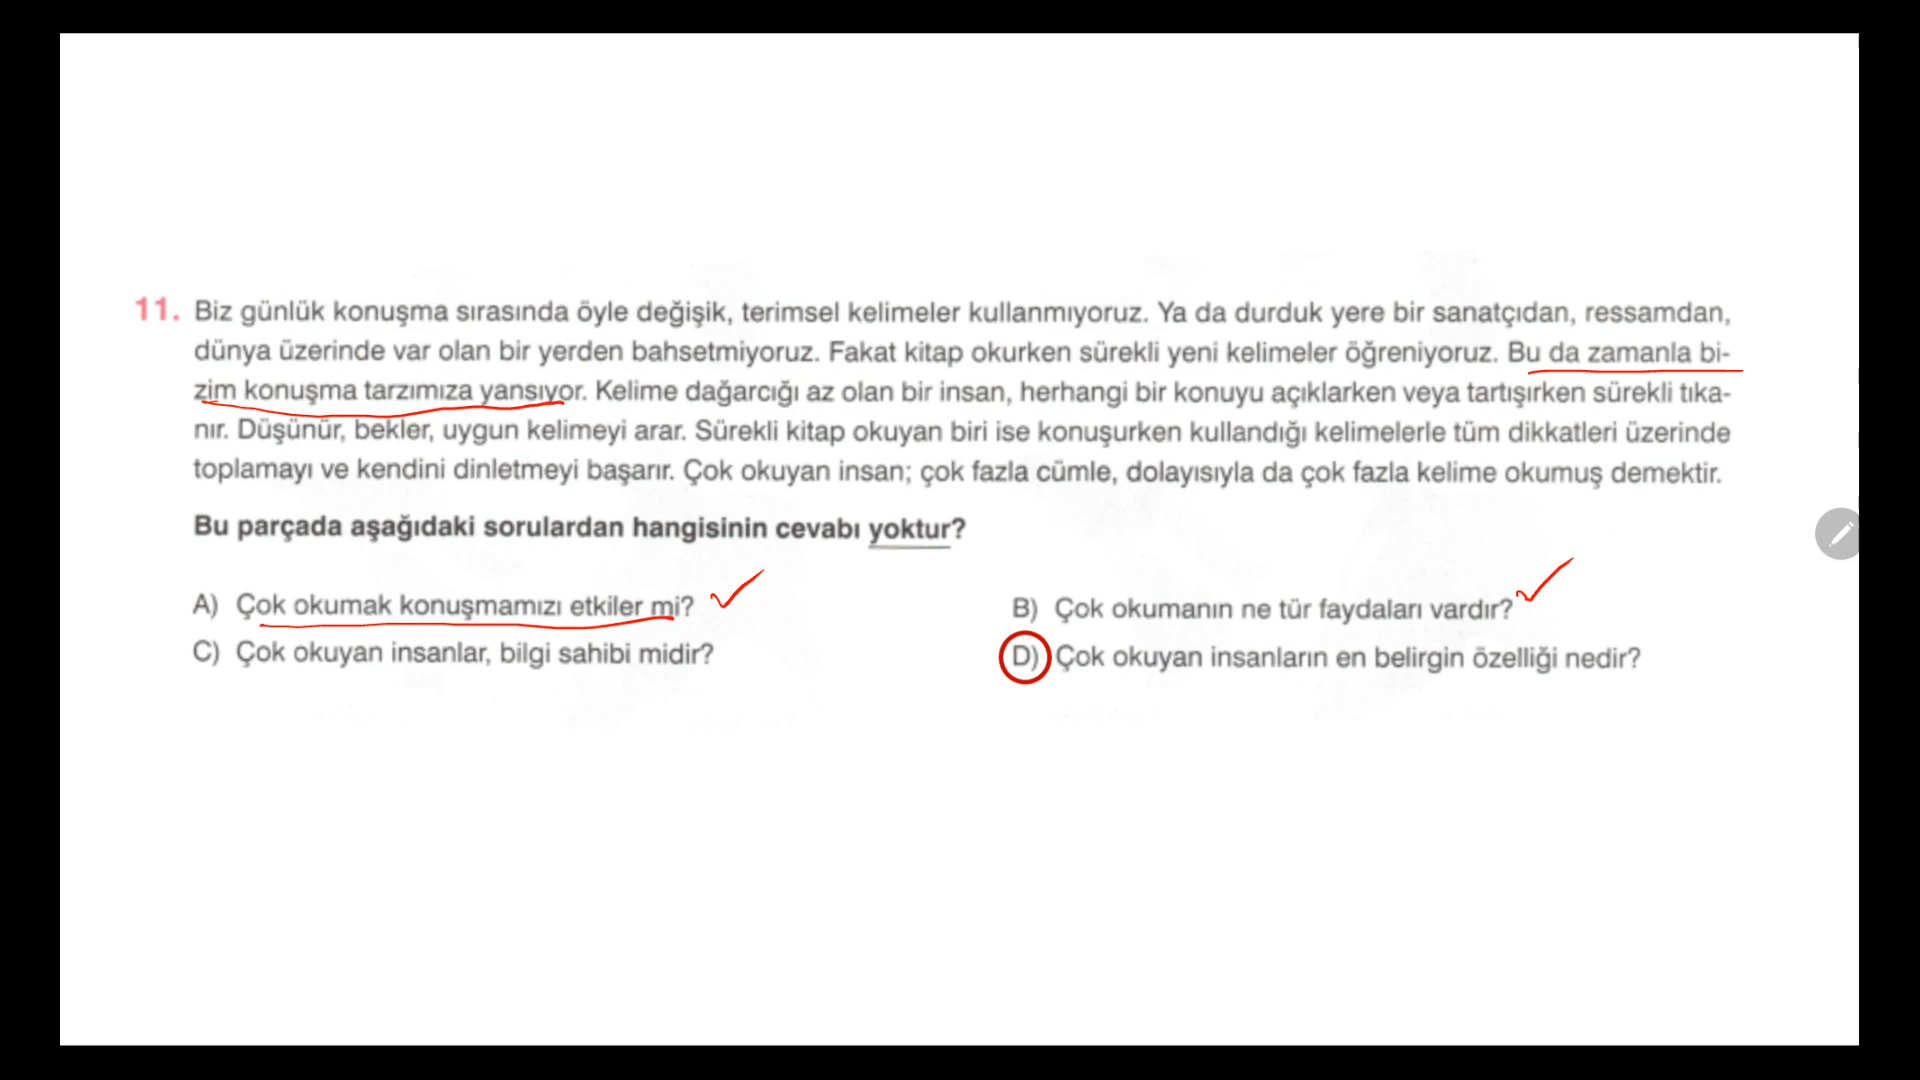 11. Biz günlük konuşma sırasında öyle değişik, terimsel kelimeler kullanmıyoruz. Ya da durduk yere bir sanatçıdan, ressamdan,
dünya üzerinde var olan bir yerden bahsetmiyoruz. Fakat kitap okurken sürekli yeni kelimeler öğreniyoruz. Bu da zamanla bi-
zim konuşma tarzımıza yansıyor. Kelime dağarcığı az olan bir insan, herhangi bir konuyu açıklarken veya tartışırken sürekli tıka-
nır. Düşünür, bekler, uygun kelimeyi arar. Sürekli kitap okuyan biri ise konuşurken kullandığı kelimelerle tüm dikkatleri üzerinde
toplamayı ve kendini dinletmeyi başarır. Çok okuyan insan; çok fazla cümle, dolayısıyla da çok fazla kelime okumuş demektir.
Bu parçada aşağıdaki sorulardan hangisinin cevabı yoktur?
A) Çok okumak konuşmamızı etkiler mi?
B) Çok okumanın ne tür faydaları vardır?
C) Çok okuyan insanlar, bilgi sahibi midir?
D) Çok okuyan insanların en belirgin özelliği nedir?